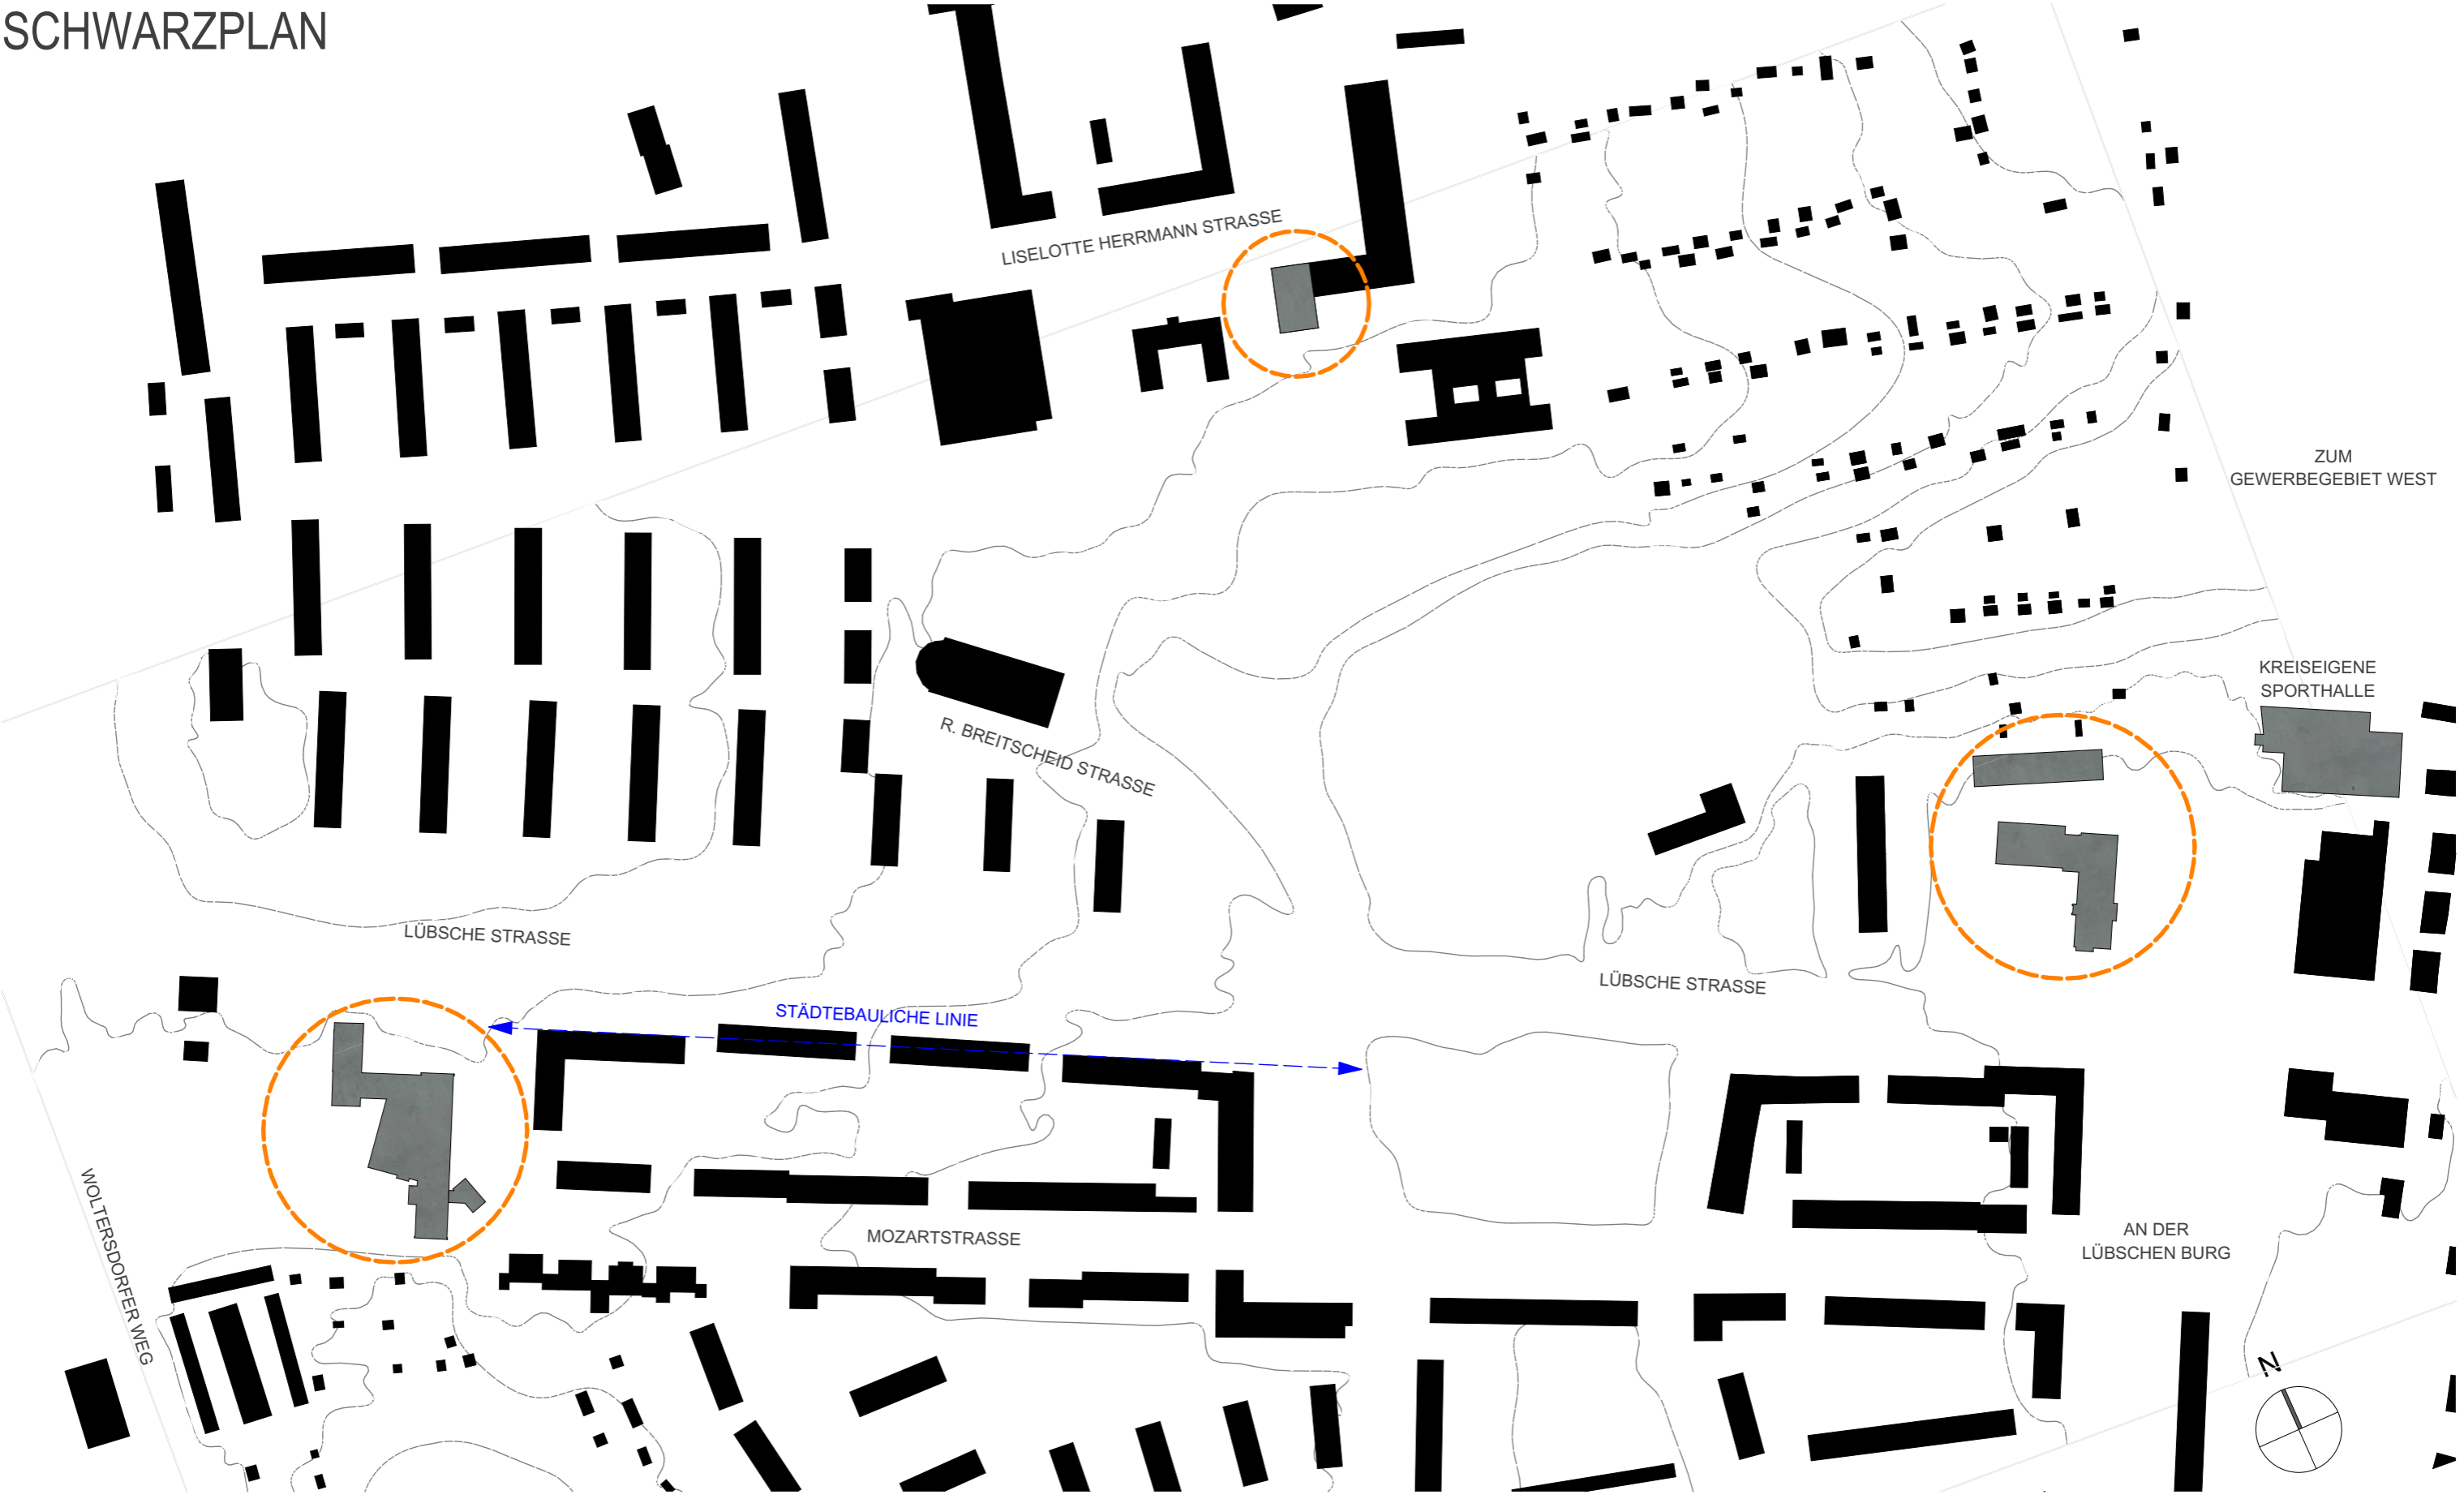 SCHWARZPLAN
LISELOTTE HERRMANN STRASSE
ZUM
GEWERBEGEBIET WEST
KREISEIGENE
SPORTHALLE
R. BREITSCHEID STRASSE
LÜBSCHE STRASSE
LÜBSCHE STRASSE
STÄDTEBAULICHE LINIE
WOLTERSDORFER WEG
MOZARTSTRASSE
AN DER
LÜBSCHEN BURG
N